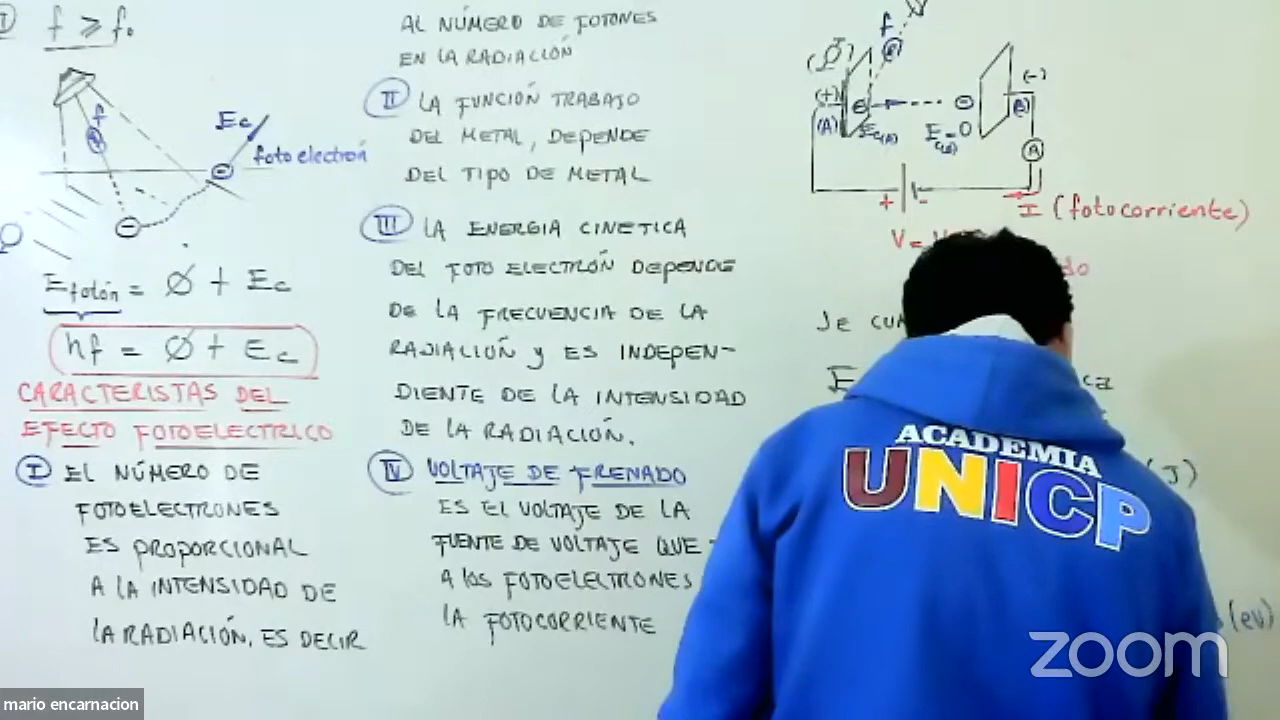 I f ≥ f₀
f
Ec
foto electrón
E fotón = Ø + Ec
hf = Ø + Ec
CARACTERISTAS DEL
EFECTO FOTOELECTRICO
I EL NÚMERO DE
FOTOELECTRONES
ES PROPORCIONAL
A LA INTENSIDAD DE
LA RADIACIÓN, ES DECIR
AL NÚMERO DE FOTONES
EN LA RADIACIÓN
II LA FUNCIÓN TRABAJO
DEL METAL, DEPENDE
DEL TIPO DE METAL
III LA ENERGIA CINETICA
DEL FOTO ELECTRÓN DEPENDE
DE LA FRECUENCIA DE LA
RADIACIÓN Y ES INDEPEN-
DIENTE DE LA INTENSIDAD
DE LA RADIACIÓN.
IV VOLTAJE DE FRENADO
ES EL VOLTAJE DE LA
FUENTE DE VOLTAJE QUE
A LOS FOTOELECTRONES
LA FOTOCORRIENTE
f
(Ø)
(+) (-)
(A) Ec(A) E=0 (B)
A
+ -
I (fotocorriente)
V=
(J)
(eV)
ACADEMIA
UNICP
zoom
mario encarnacion